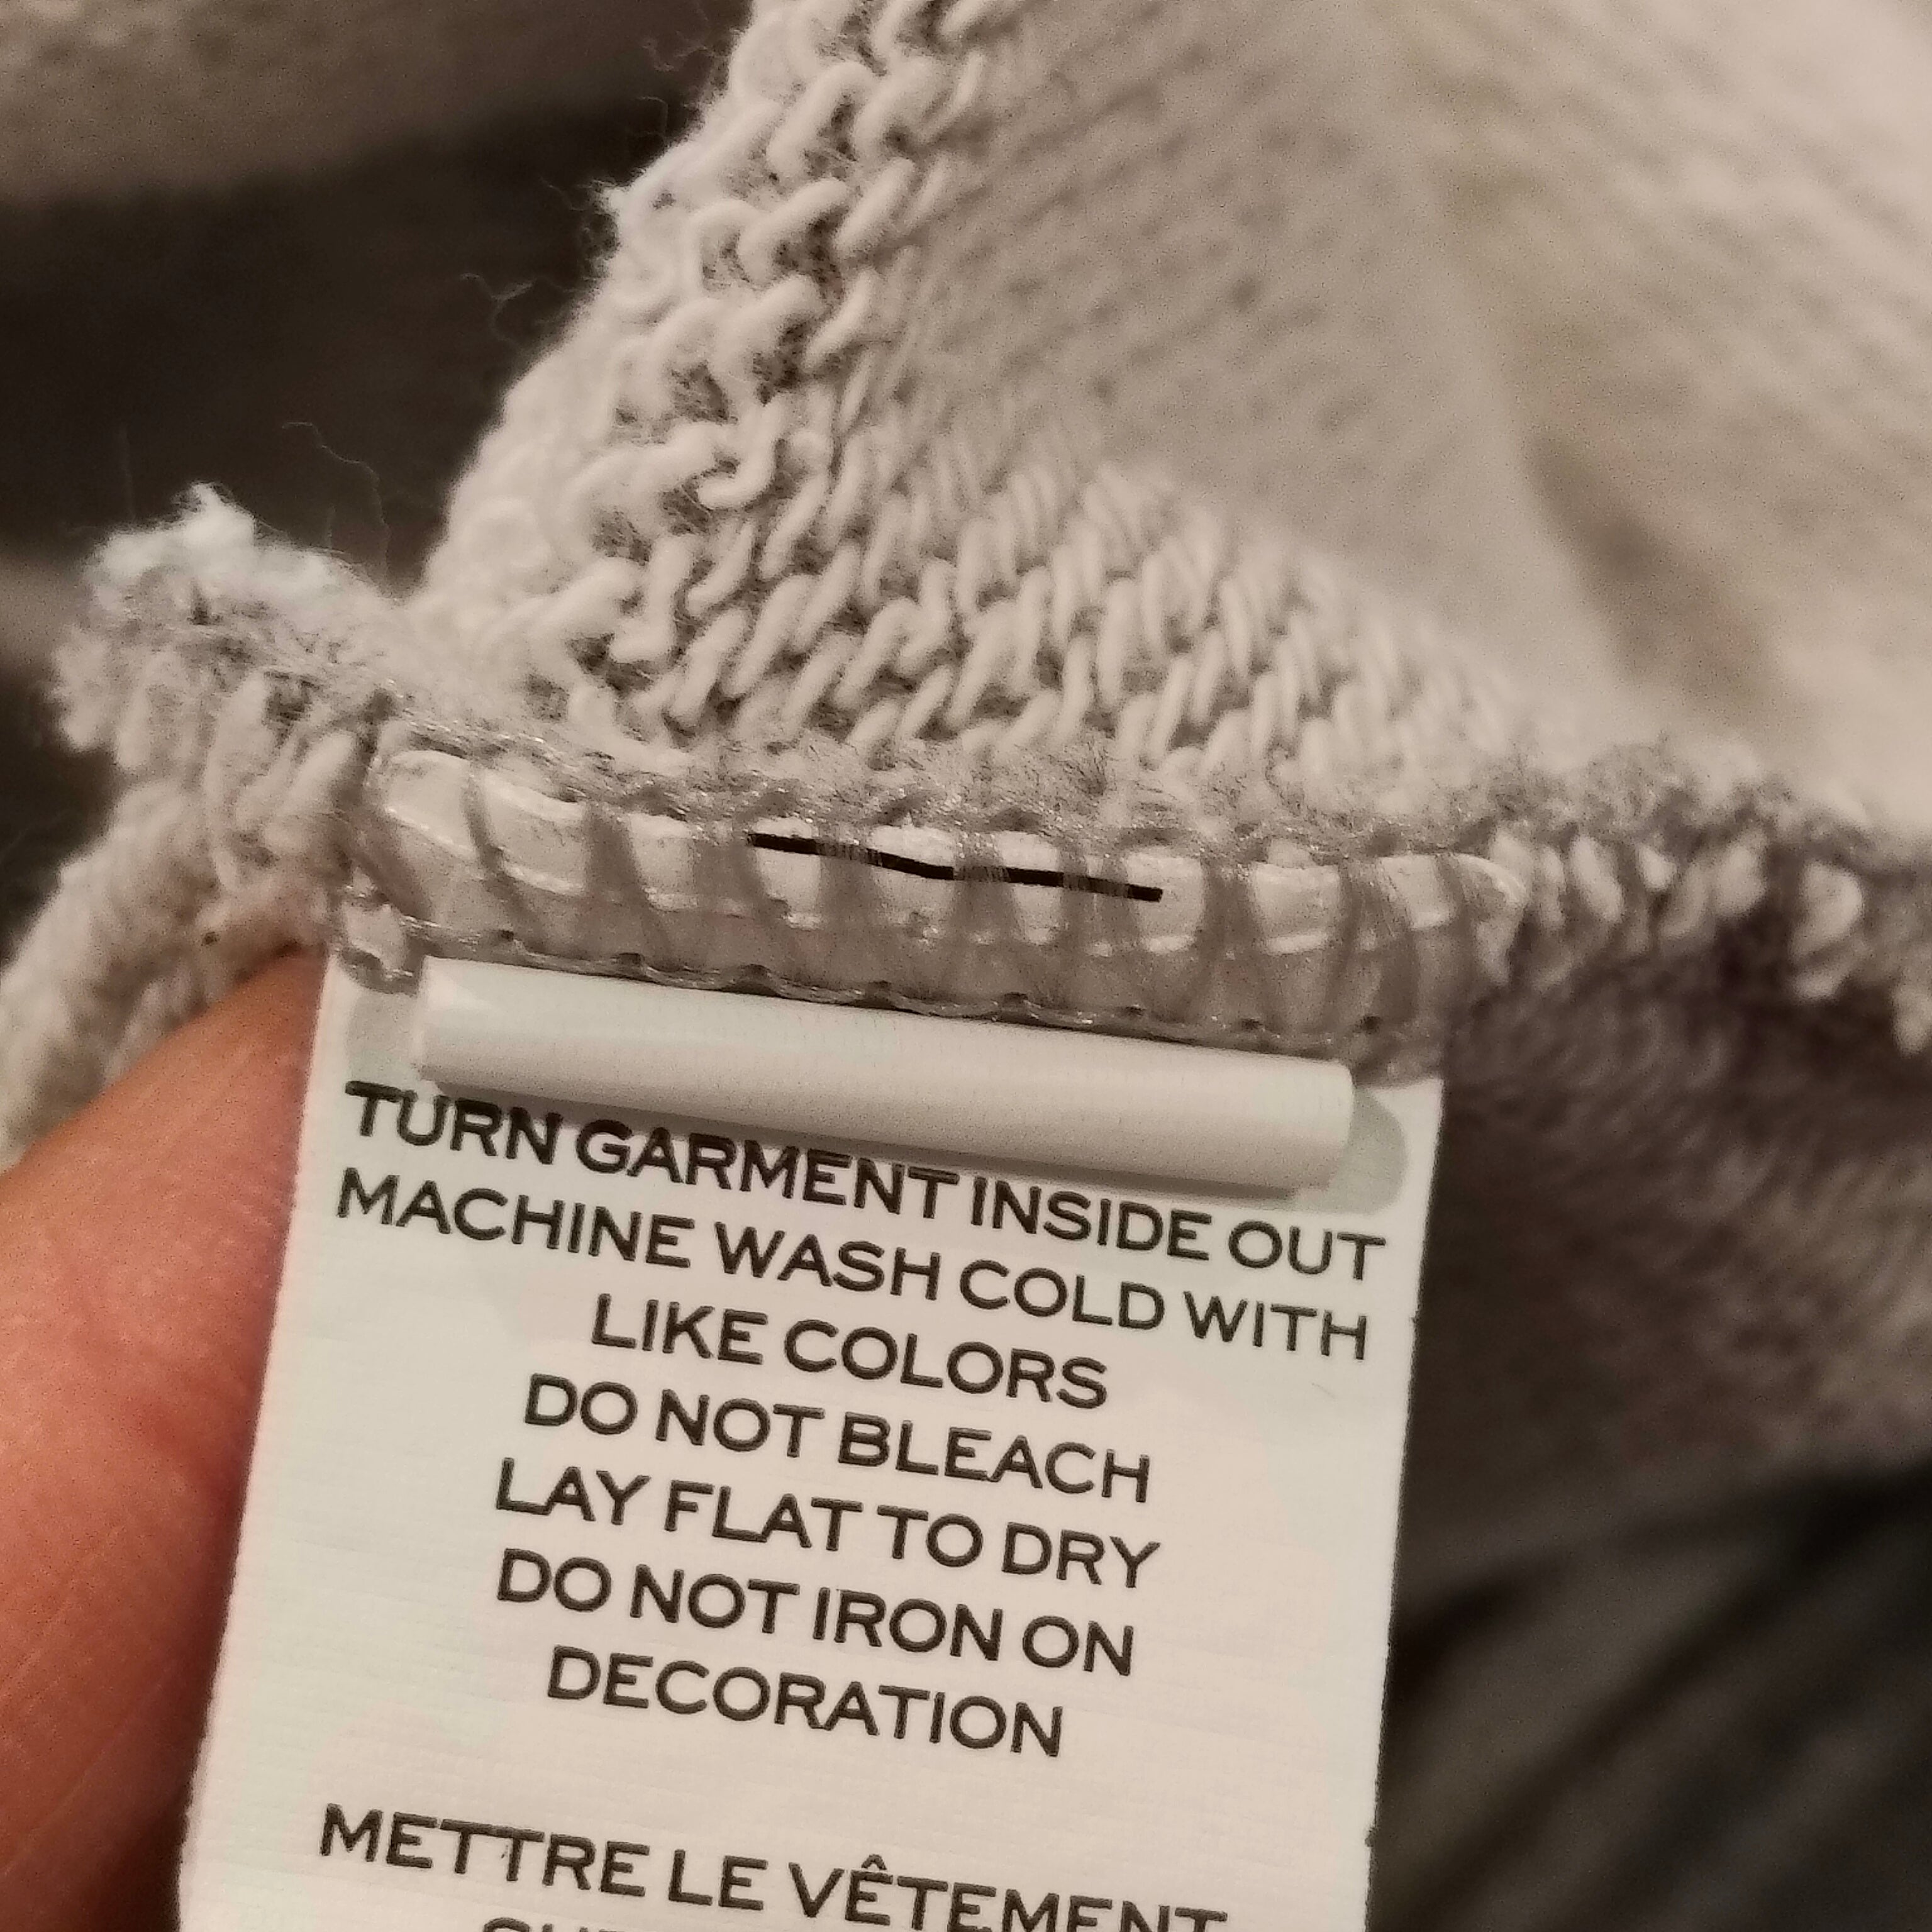 TURN GARMENT INSIDE OUT
MACHINE WASH COLD WITH
LIKE COLORS
DO NOT BLEACH
LAY FLAT TO DRY
DO NOT IRON ON
DECORATION
METTRE LE VÊTEMENT